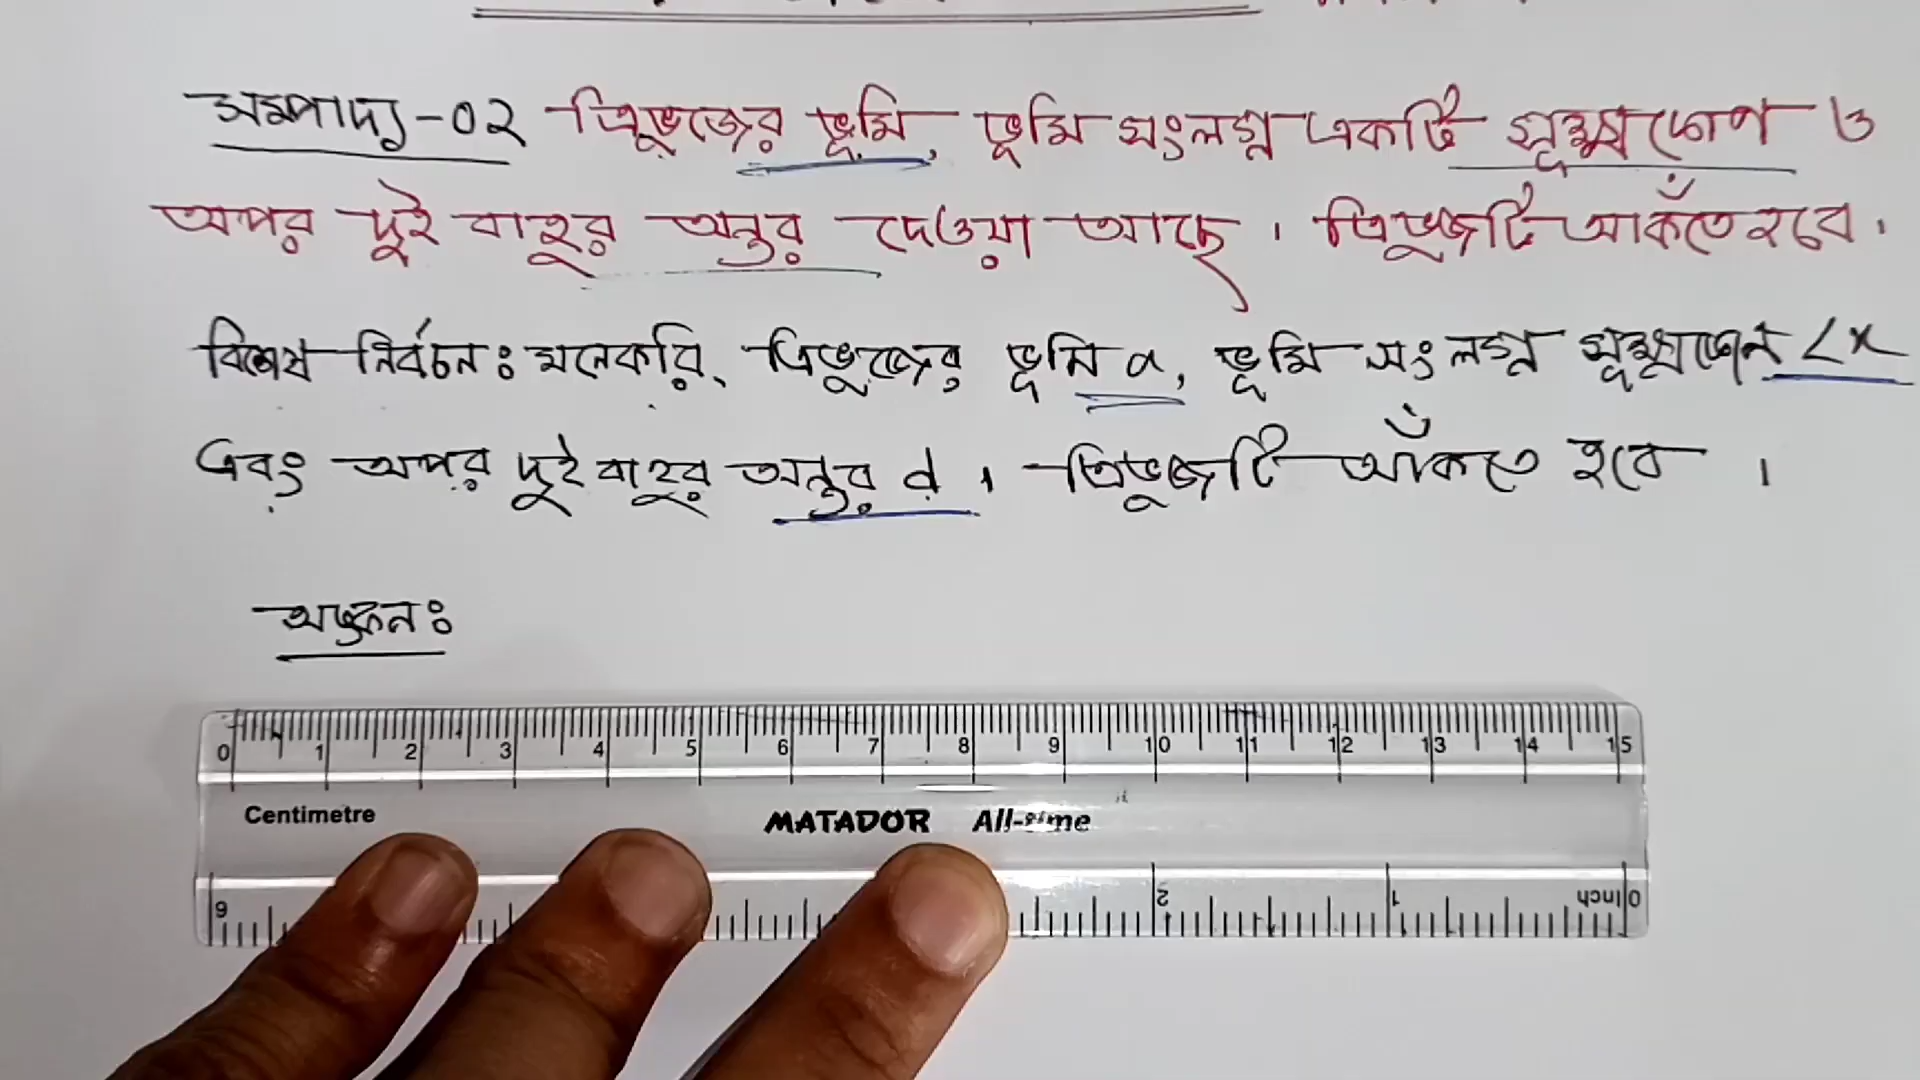 সম্পাদ্য-০২ ত্রিভুজের ভূমি, ভূমি সংলগ্ন একটি সূক্ষ্মকোণ ও
অপর দুই বাহুর অন্তর দেওয়া আছে। ত্রিভুজটি আকঁতে হবে।
বিশেষ নির্বচন: মনেকরি, ত্রিভুজের ভূমি a, ভূমি সংলগ্ন সূক্ষ্মকোন ∠x
এবং অপর দুই বাহুর অন্তর d। ত্রিভুজটি আঁকতে হবে।
অঙ্কন:
0 1 2 3 4 5 6 7 8 9 10 11 12 13 14 15
Centimetre MATADOR All-time
6 2 1 0 Inch